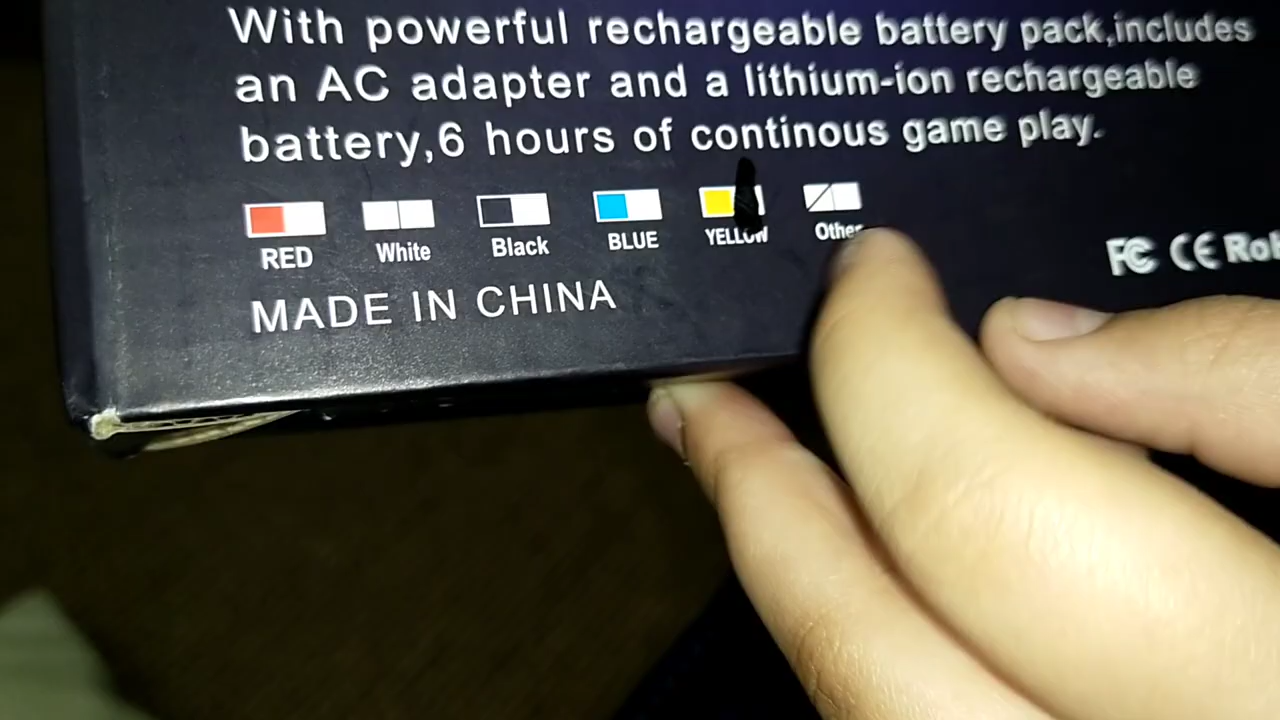 With powerful rechargeable battery pack,includes
an AC adapter and a lithium-ion rechargeable
battery,6 hours of continous game play.
RED White Black BLUE YELLOW Other
FC CE RoH
MADE IN CHINA